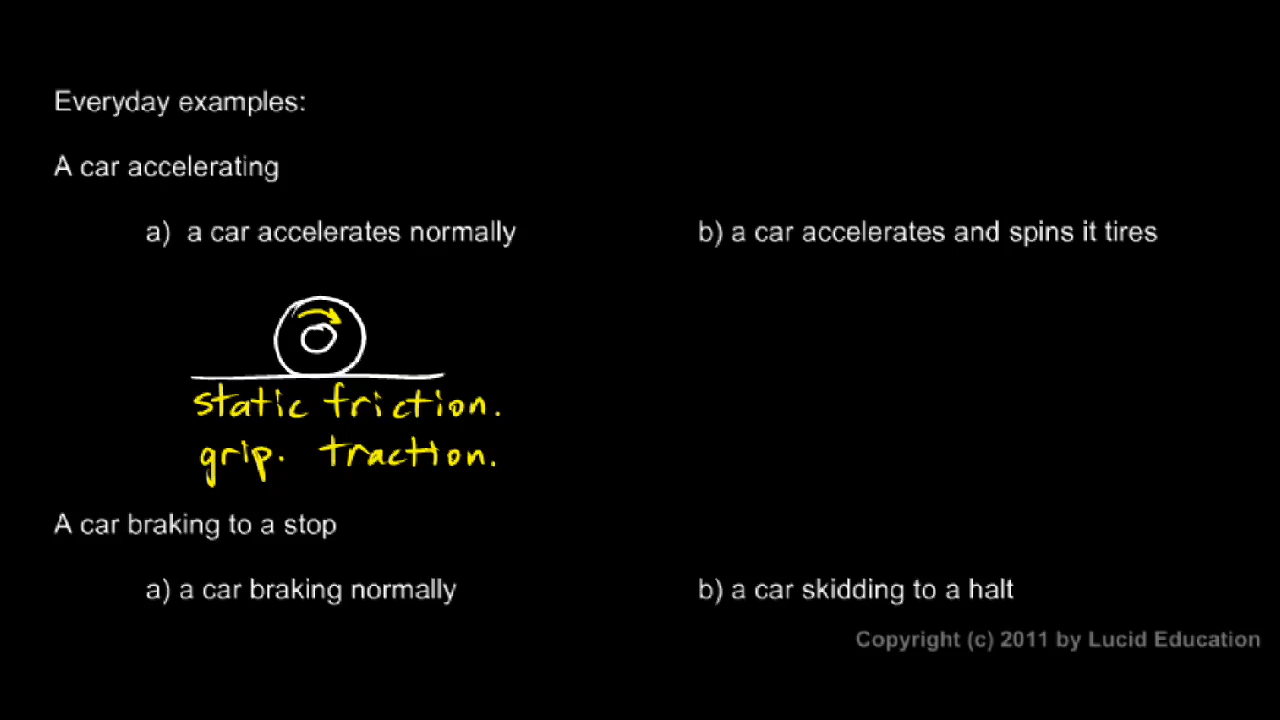 Everyday examples:
A car accelerating
a) a car accelerates normally
b) a car accelerates and spins it tires
static friction.
grip. traction.
A car braking to a stop
a) a car braking normally
b) a car skidding to a halt
Copyright (c) 2011 by Lucid Education